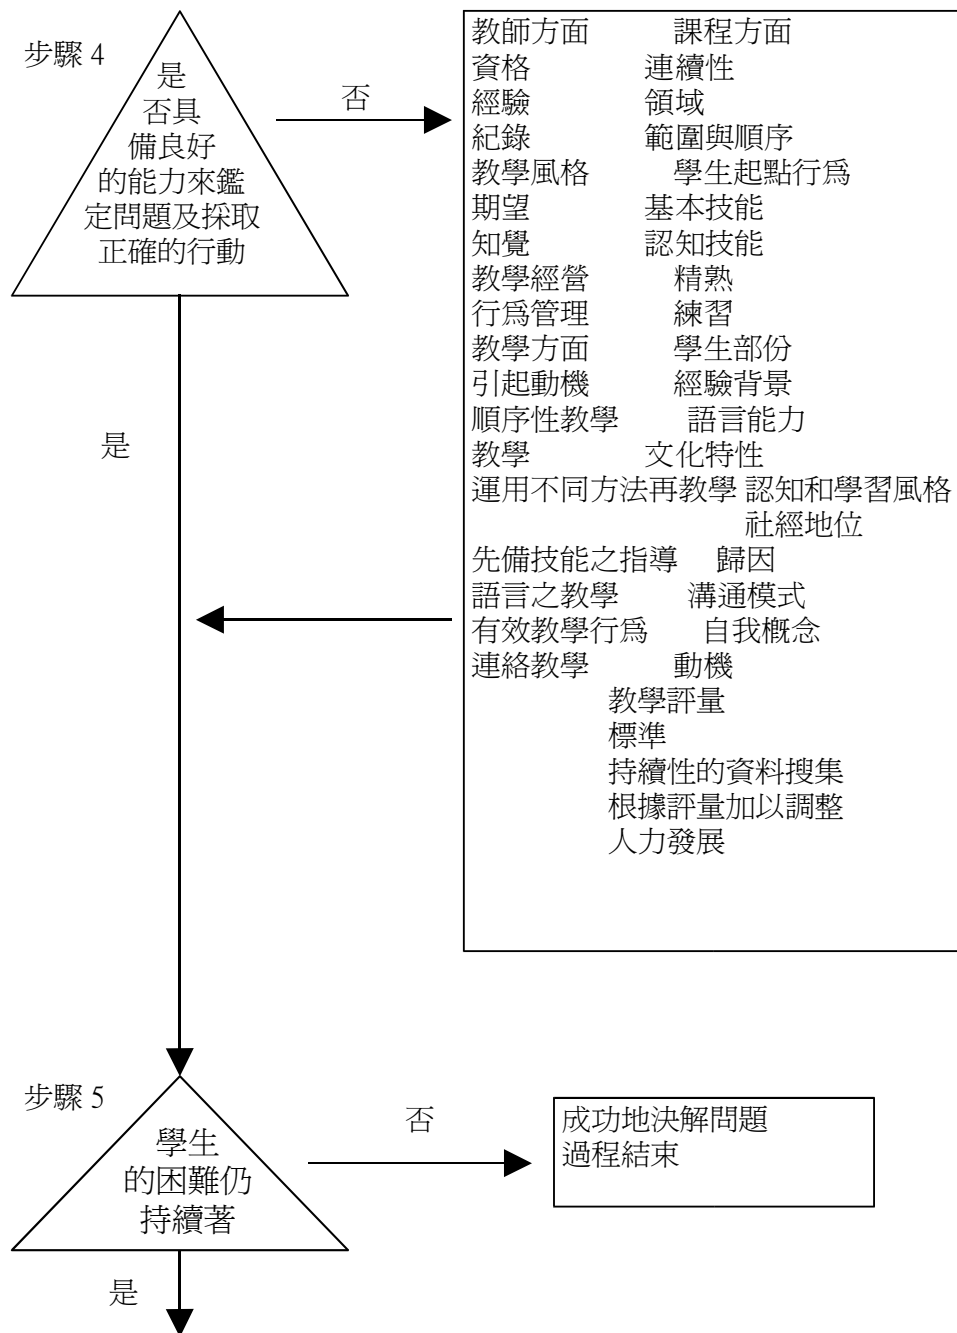 步驟 4
是
否具
備良好
的能力來鑑
定問題及採取
正確的行動
否
教師方面 課程方面
資格 連續性
經驗 領域
紀錄 範圍與順序
教學風格 學生起點行為
期望 基本技能
知覺 認知技能
教學經營 精熟
行為管理 練習
教學方面 學生部份
引起動機 經驗背景
順序性教學 語言能力
教學 文化特性
運用不同方法再教學 認知和學習風格
社經地位
先備技能之指導 歸因
語言之教學 溝通模式
有效教學行為 自我概念
連絡教學 動機
教學評量
標準
持續性的資料搜集
根據評量加以調整
人力發展
是
步驟 5
學生
的困難仍
持續著
否
成功地決解問題
過程結束
是